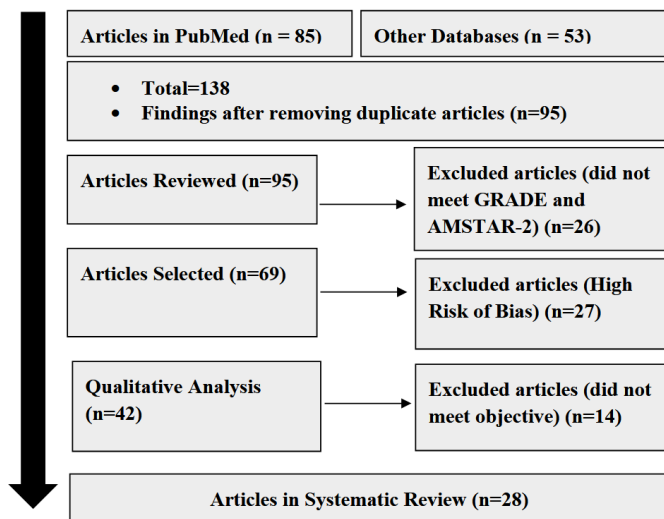 Articles in PubMed (n = 85)
Other Databases (n = 53)
• Total=138
• Findings after removing duplicate articles (n=95)
Articles Reviewed (n=95)
Excluded articles (did not
meet GRADE and
AMSTAR-2) (n=26)
Articles Selected (n=69)
Excluded articles (High
Risk of Bias) (n=27)
Qualitative Analysis
(n=42)
Excluded articles (did not
meet objective) (n=14)
Articles in Systematic Review (n=28)